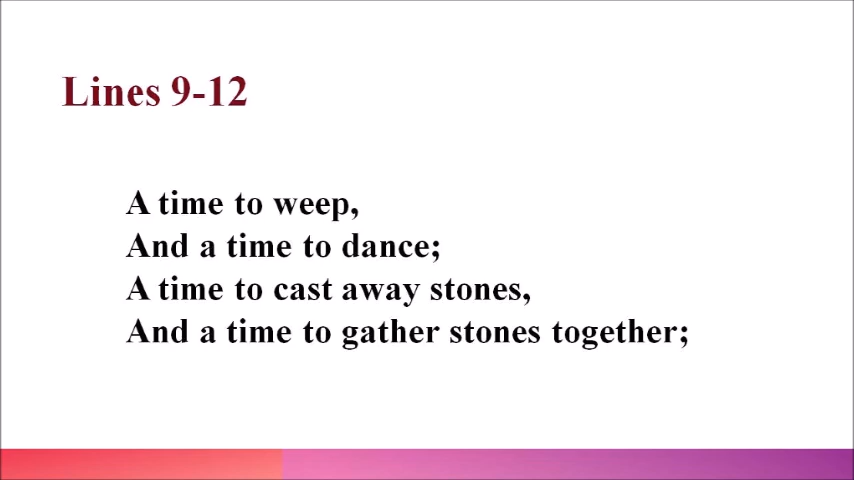 Lines 9-12
A time to weep,
And a time to dance;
A time to cast away stones,
And a time to gather stones together;